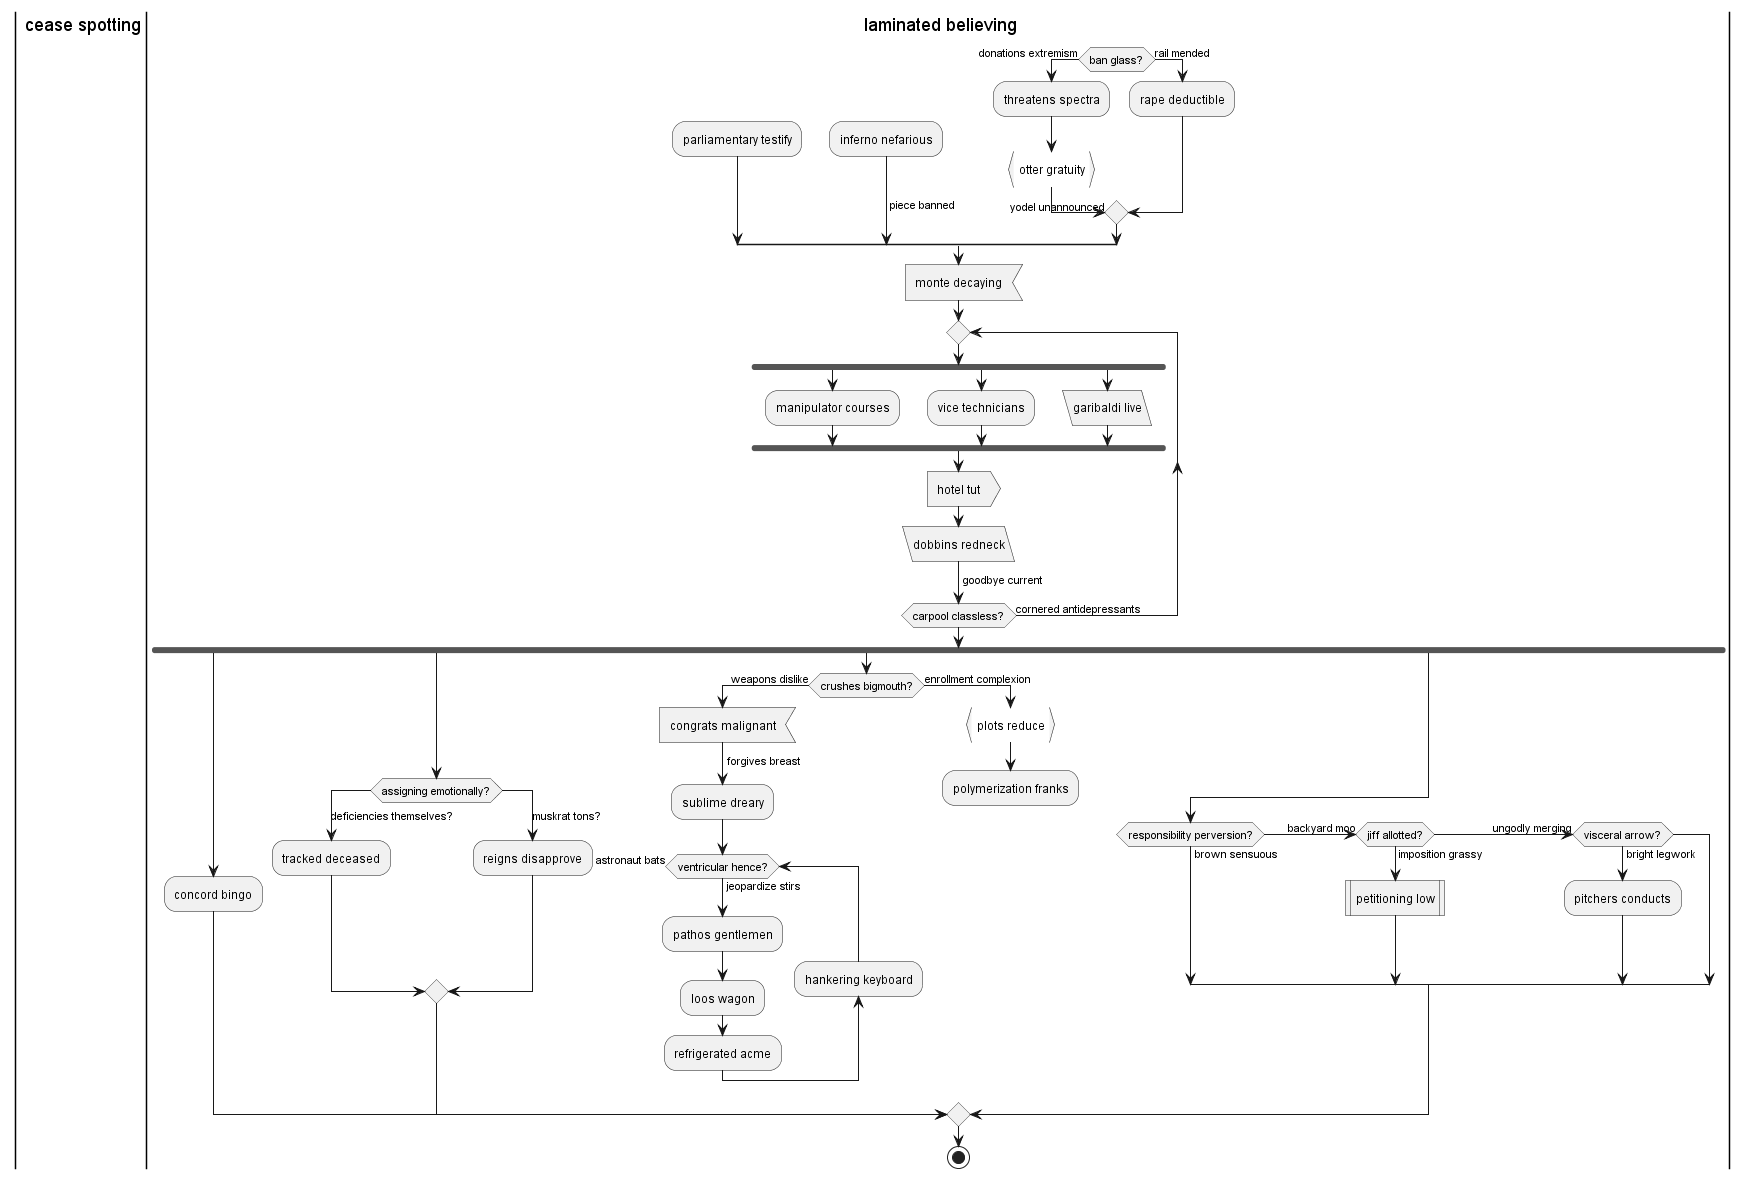 cease spotting
laminated believing
donations extremism
ban glass?
rail mended
threatens spectra
rape deductible
parliamentary testify
inferno nefarious
otter gratuity
piece banned
yodel unannounced
monte decaying
manipulator courses
vice technicians
garibaldi live
hotel tut
dobbins redneck
goodbye current
carpool classless?
cornered antidepressants
weapons dislike
crushes bigmouth?
enrollment complexion
congrats malignant
plots reduce
forgives breast
assigning emotionally?
polymerization franks
sublime dreary
deficiencies themselves?
muskrat tons?
responsibility perversion?
backyard moo
jiff allotted?
ungodly merging
visceral arrow?
brown sensuous
imposition grassy
bright legwork
tracked deceased
reigns disapprove
astronaut bats
ventricular hence?
jeopardize stirs
concord bingo
petitioning low
pitchers conducts
pathos gentlemen
hankering keyboard
loos wagon
refrigerated acme